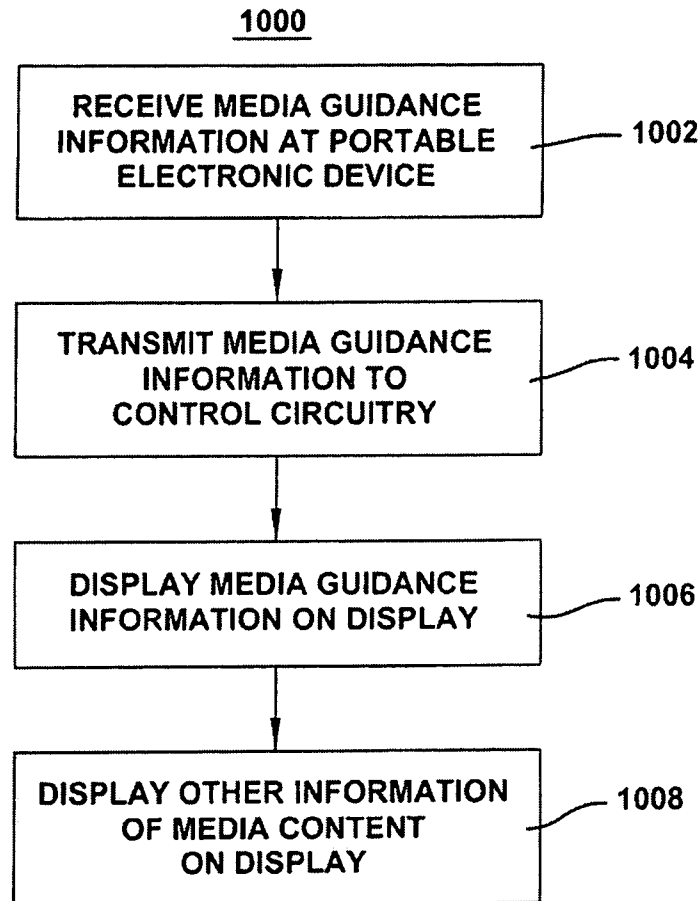 1000
RECEIVE MEDIA GUIDANCE
INFORMATION AT PORTABLE
ELECTRONIC DEVICE
1002
TRANSMIT MEDIA GUIDANCE
INFORMATION TO
CONTROL CIRCUITRY
1004
DISPLAY MEDIA GUIDANCE
INFORMATION ON DISPLAY
1006
DISPLAY OTHER INFORMATION
OF MEDIA CONTENT
ON DISPLAY
1008